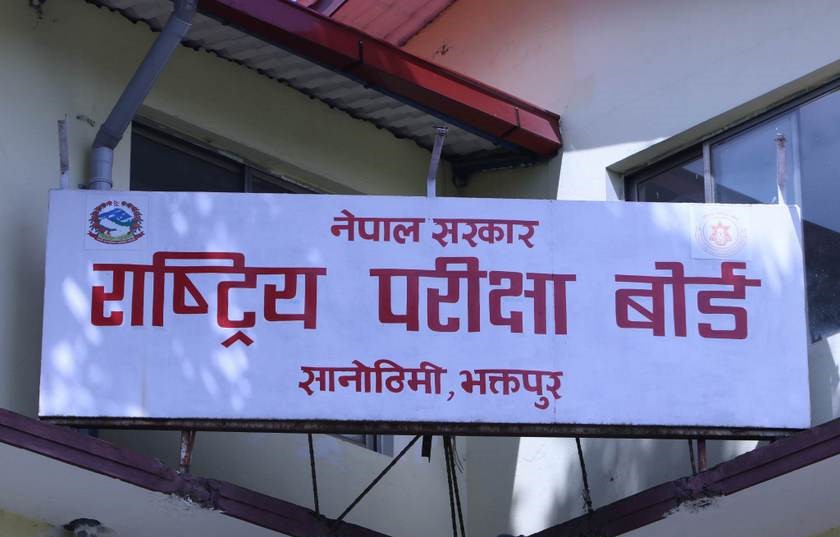 नेपाल सरकार
राष्ट्रिय परीक्षा बोर्ड
सानोठिमी, भक्तपुर